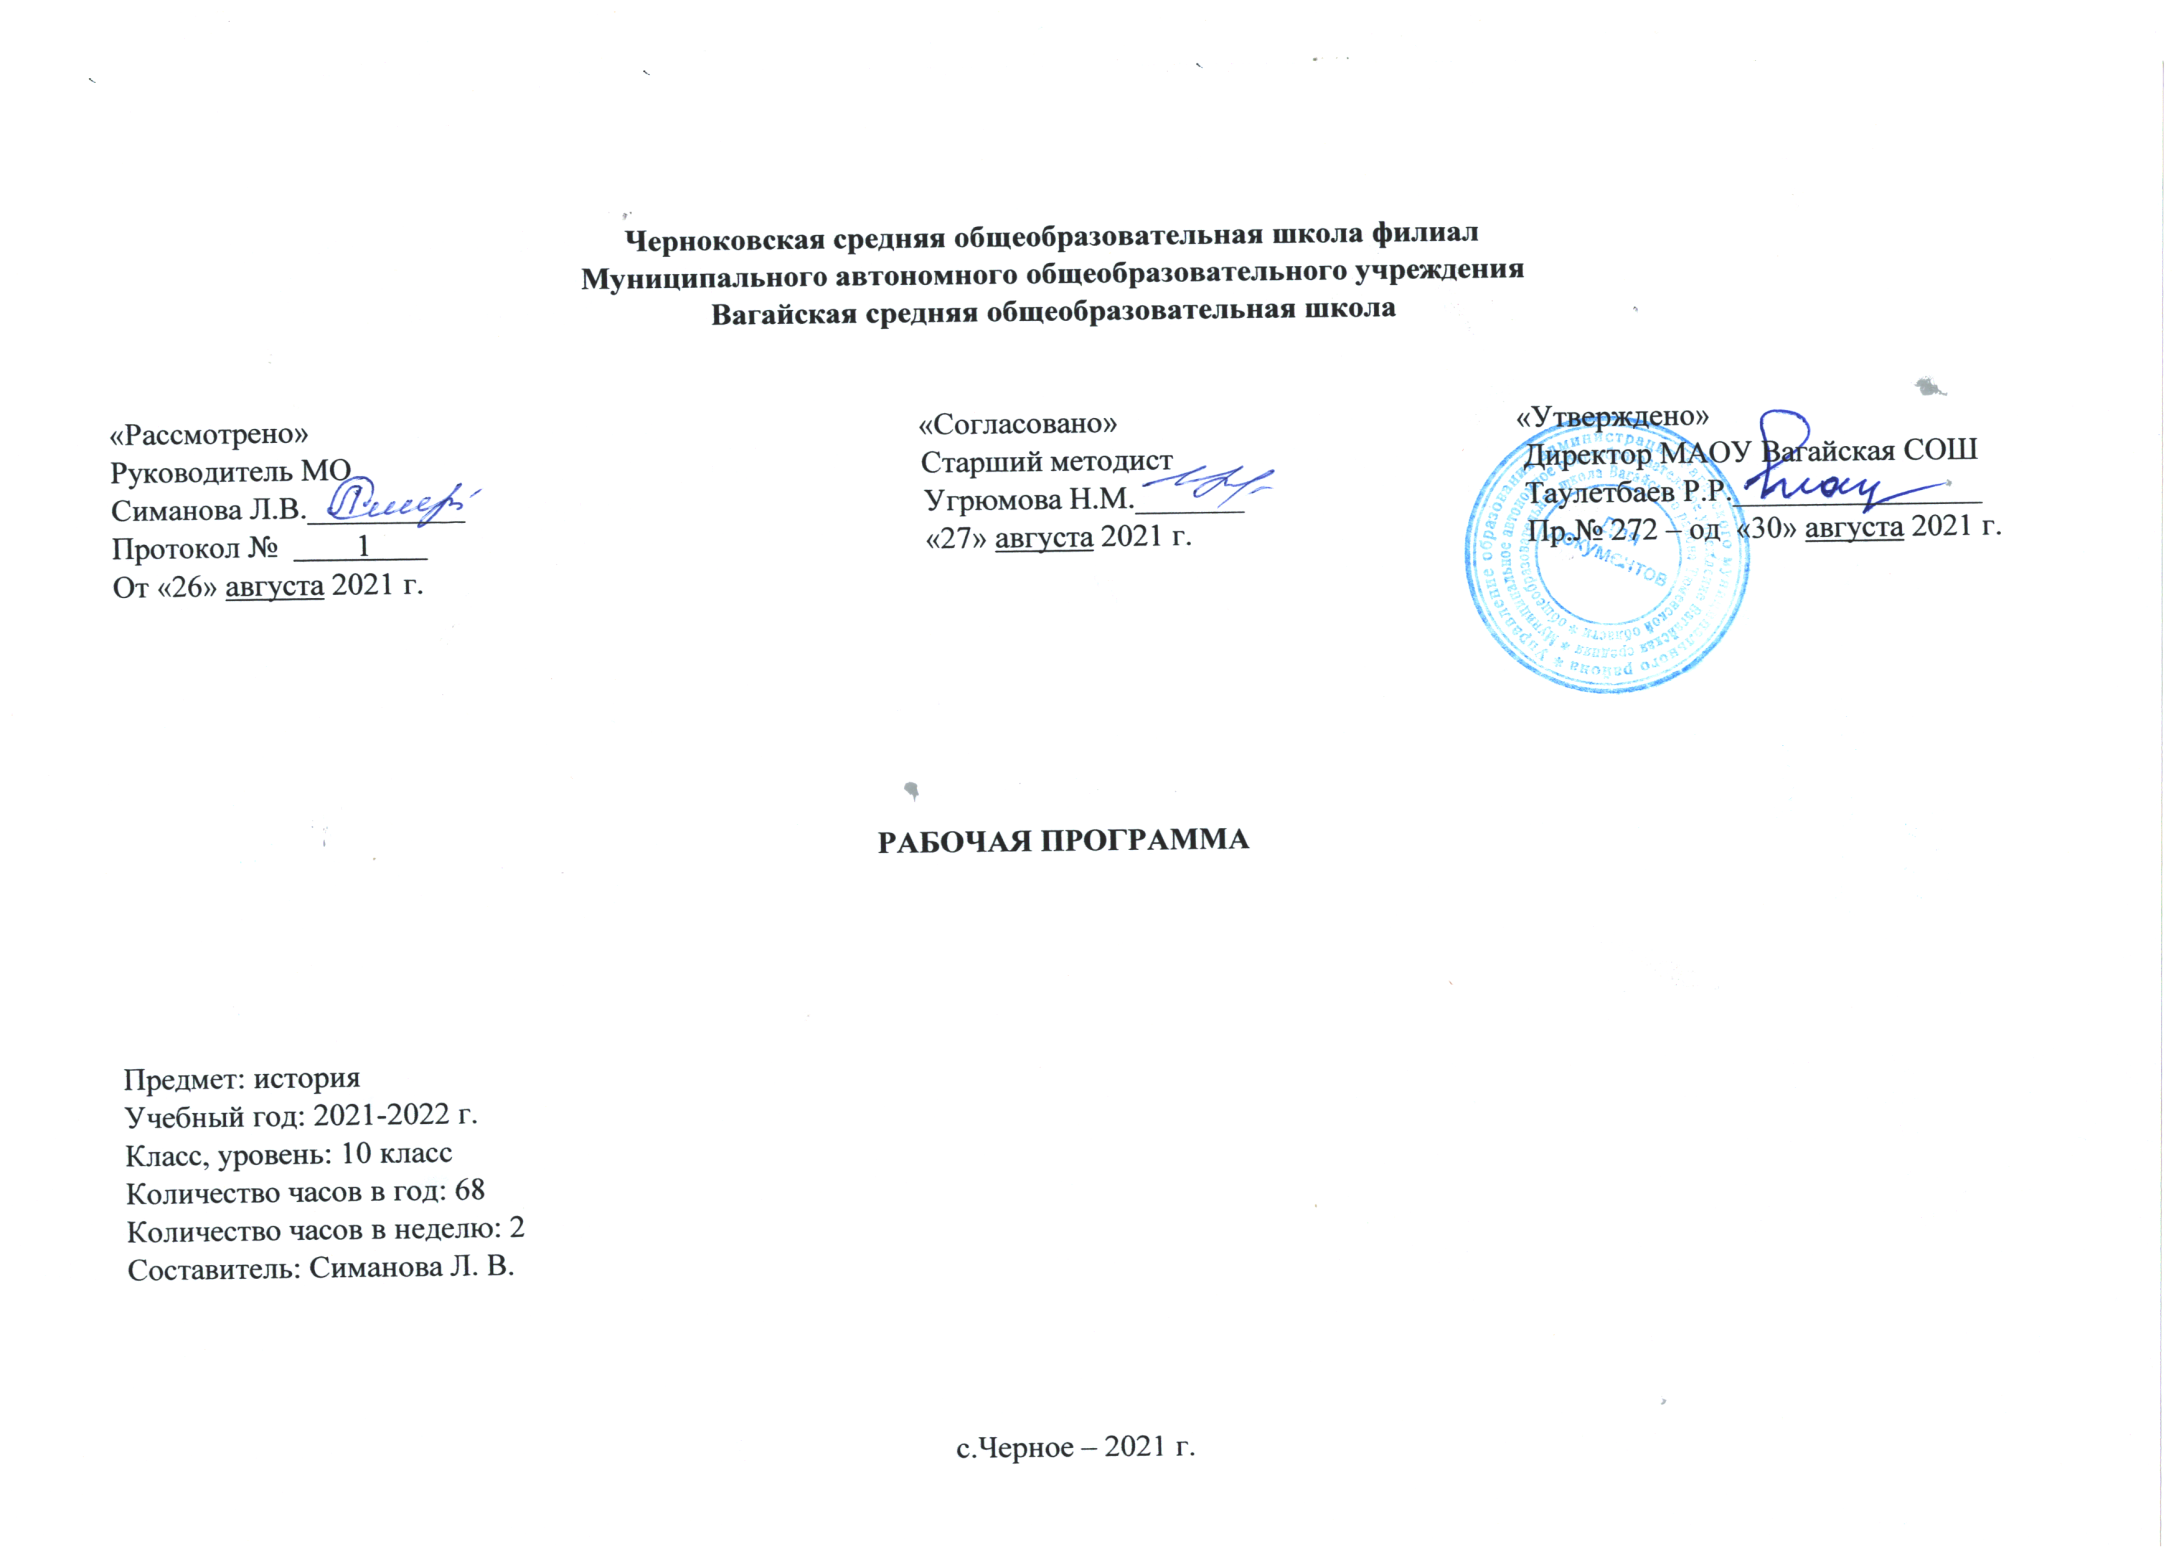 Черноковская средняя общеобразовательная школа филиал
Муниципального автономного общеобразовательного учреждения
Вагайская средняя общеобразовательная школа
«Рассмотрено»
Руководитель МО
Симанова Л.В.
Протокол № 1
От «26» августа 2021 г.
«Согласовано»
Старший методист
Угрюмова Н.М.
«27» августа 2021 г.
«Утверждено»
Директор МАОУ Вагайская СОШ
Таулетбаев Р.Р.
Пр.№ 272 – од «30» августа 2021 г.
Для
документов
РАБОЧАЯ ПРОГРАММА
Предмет: история
Учебный год: 2021-2022 г.
Класс, уровень: 10 класс
Количество часов в год: 68
Количество часов в неделю: 2
Составитель: Симанова Л. В.
с.Черное – 2021 г.